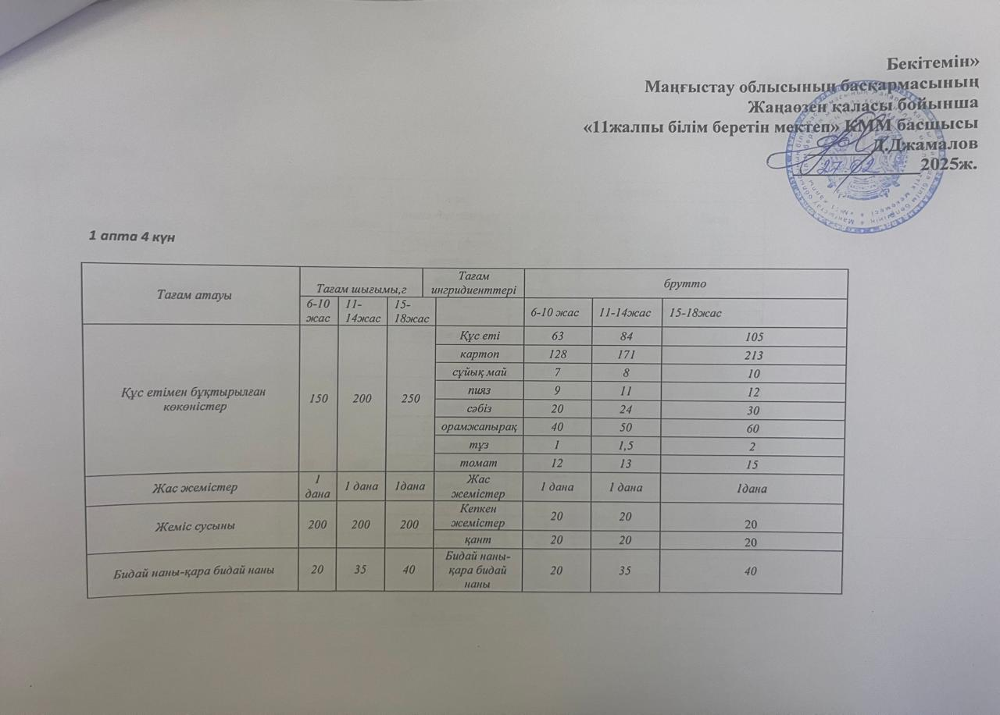 Бекітемін»
Маңғыстау облысының басқармасының
Жаңаөзен қаласы бойынша
«11жалпы білім беретін мектеп» КММ басшысы
Д.Джамалов
27 02 2025ж.
1 апта 4 күн
Тағам атауы Тағам шығымы,г Тағам ингридиенттері брутто
6-10 жас 11-14жас 15-18жас 6-10 жас 11-14жас 15-18жас
Құс етімен бұқтырылған көкөністер 150 200 250 Құс еті 63 84 105
картоп 128 171 213
сұйық май 7 8 10
пияз 9 11 12
сәбіз 20 24 30
орамжапырақ 40 50 60
тұз 1 1,5 2
томат 12 13 15
Жас жемістер 1 дана 1 дана 1дана Жас жемістер 1 дана 1 дана 1дана
Жеміс сусыны 200 200 200 Кепкен жемістер 20 20 20
қант 20 20 20
Бидай наны-қара бидай наны 20 35 40 Бидай наны-қара бидай наны 20 35 40